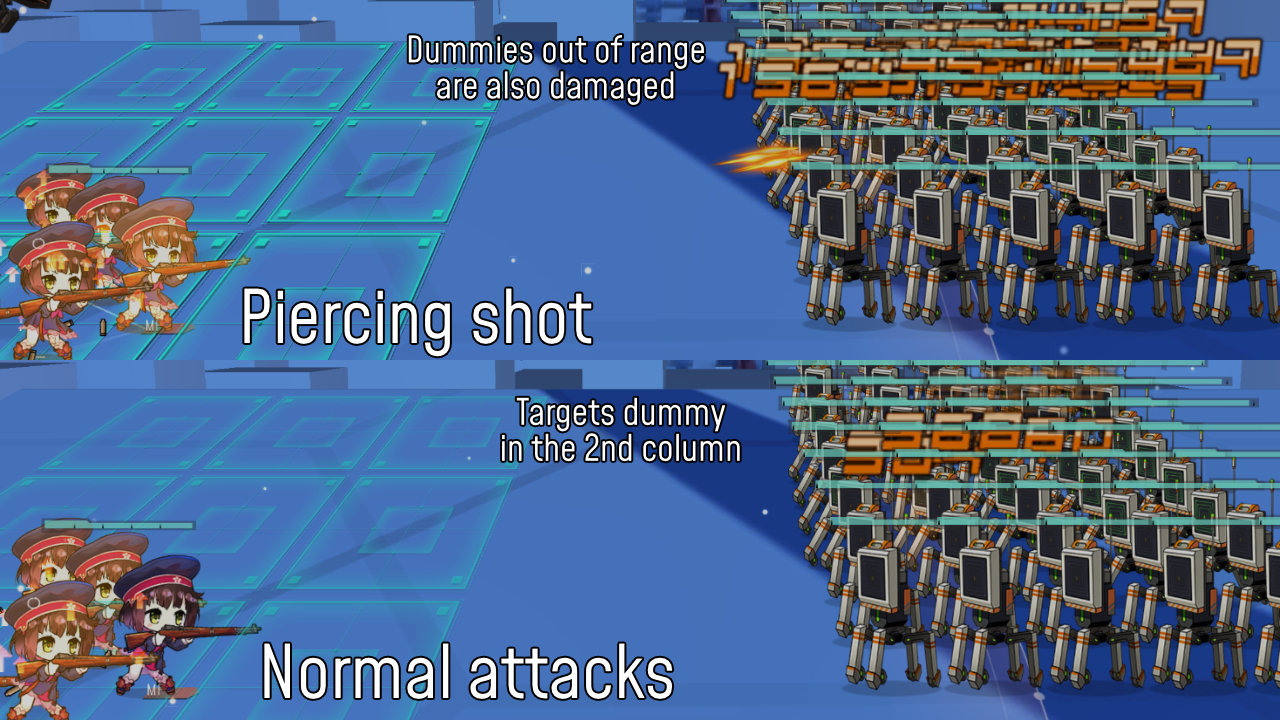 Dummies out of range
are also damaged
Piercing shot
Targets dummy
in the 2nd column
Normal attacks